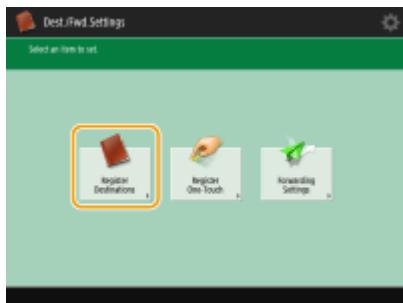 Dest./Fwd. Settings
Select an item to set.
Register
Destinations
Register
One-Touch
Forwarding
Settings